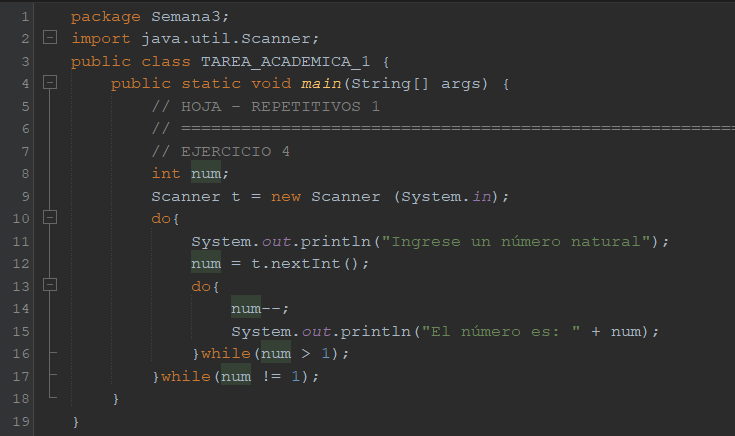 1 package Semana3;
2 import java.util.Scanner;
3 public class TAREA_ACADEMICA_1 {
4     public static void main(String[] args) {
5         // HOJA - REPETITIVOS 1
6         // ========================================================
7         // EJERCICIO 4
8         int num;
9         Scanner t = new Scanner (System.in);
10         do{
11             System.out.println("Ingrese un número natural");
12             num = t.nextInt();
13             do{
14                 num--;
15                 System.out.println("El número es: " + num);
16             }while(num > 1);
17         }while(num != 1);
18     }
19 }